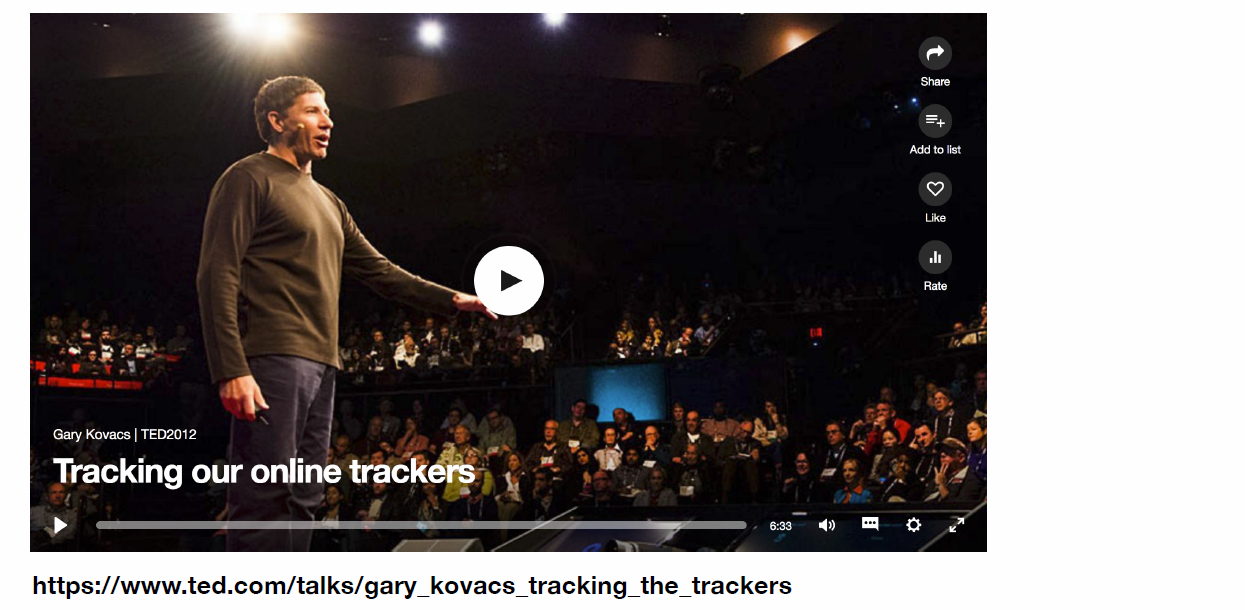 Share
Add to list
Like
Rate
Gary Kovacs | TED2012
Tracking our online trackers
6:33
https://www.ted.com/talks/gary_kovacs_tracking_the_trackers